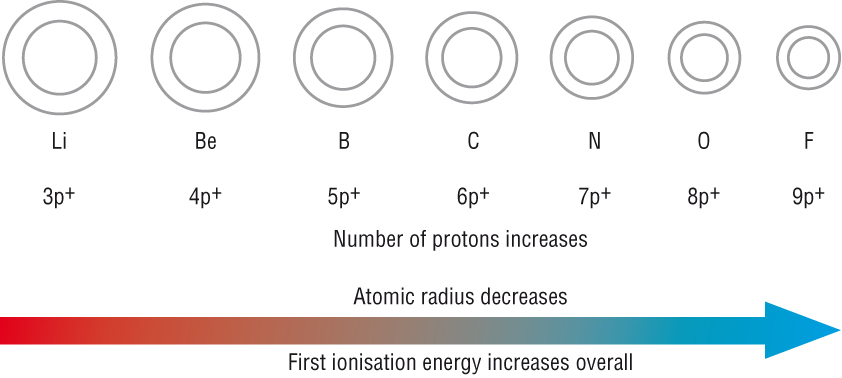 Li Be B C N O F
3p+ 4p+ 5p+ 6p+ 7p+ 8p+ 9p+
Number of protons increases
Atomic radius decreases
First ionisation energy increases overall